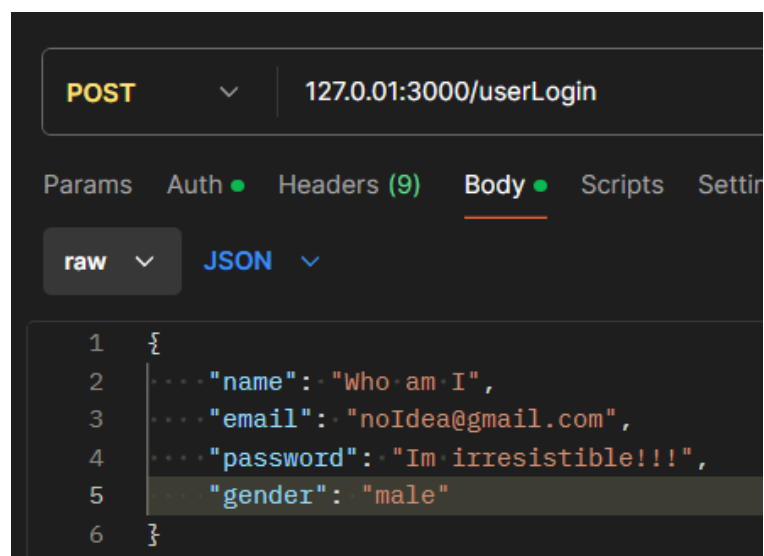 POST 127.0.01:3000/userLogin
Params Auth Headers (9) Body Scripts Settin
raw JSON
1 {
2 "name": "Who am I",
3 "email": "noIdea@gmail.com",
4 "password": "Im irresistible!!!",
5 "gender": "male"
6 }